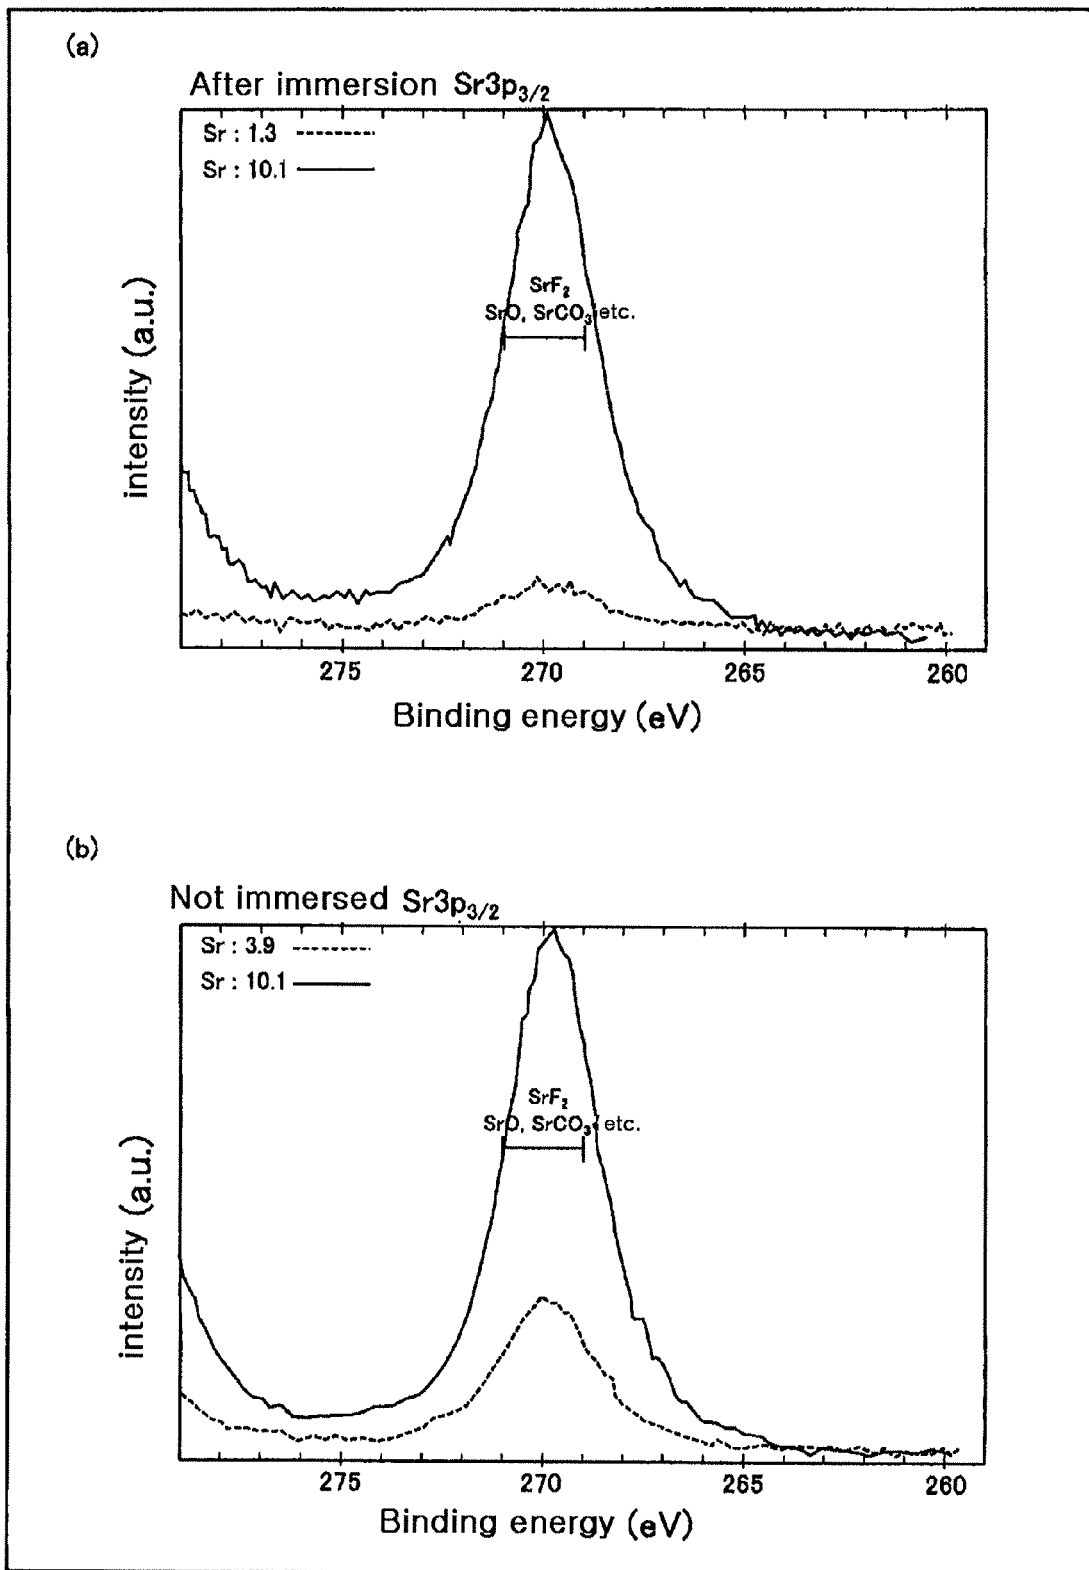 (a)
After immersion Sr3p3/2
Sr : 1.3
Sr : 10.1
SrF2
SrO, SrCO3 etc.
intensity (a.u.)
275 270 265 260
Binding energy (eV)
(b)
Not immersed Sr3p3/2
Sr : 3.9
Sr : 10.1
SrF2
SrO, SrCO3 etc.
intensity (a.u.)
275 270 265 260
Binding energy (eV)